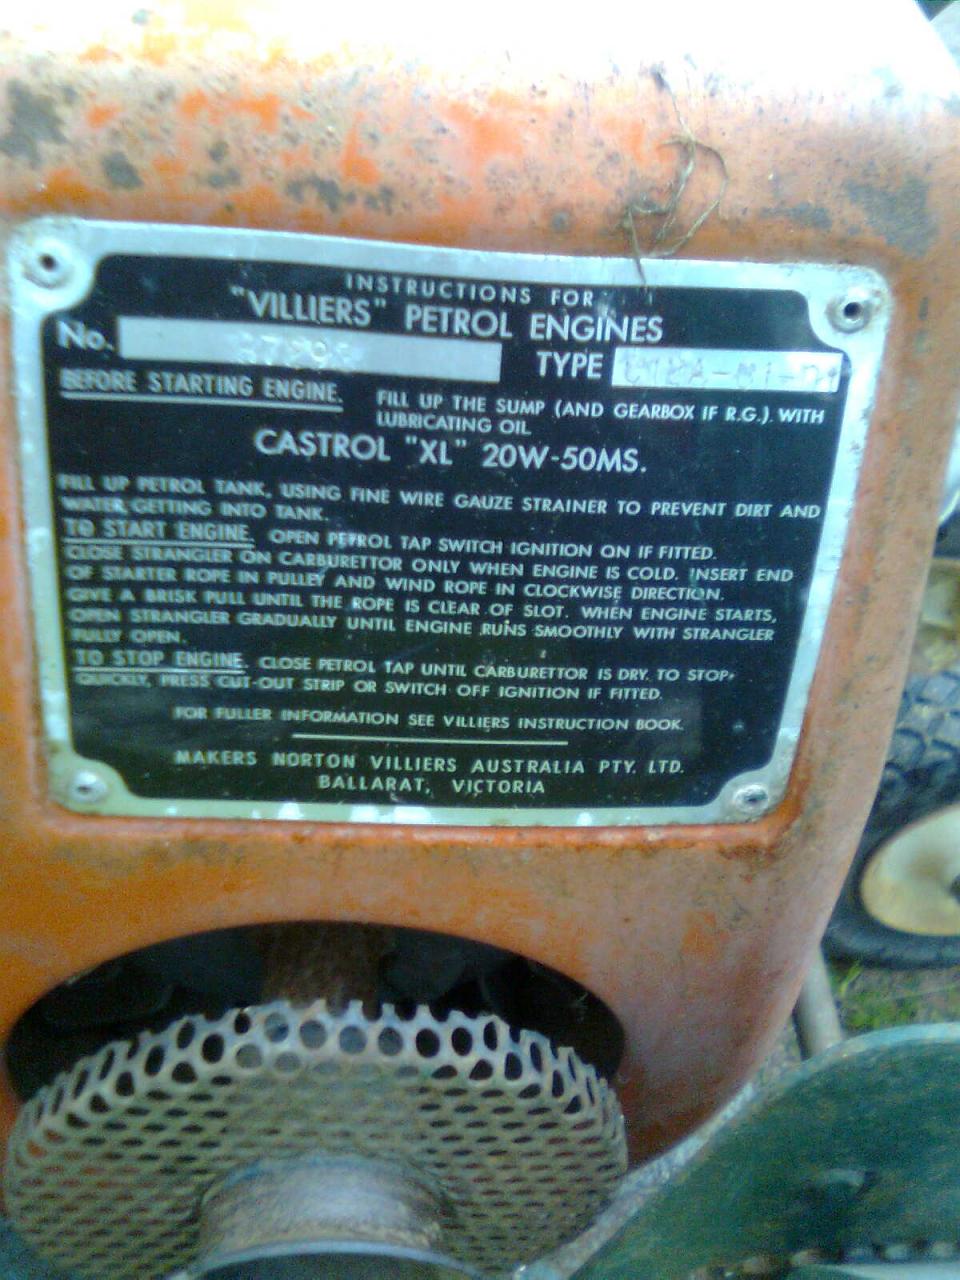 INSTRUCTIONS FOR
"VILLIERS" PETROL ENGINES
No.
TYPE
BEFORE STARTING ENGINE. FILL UP THE SUMP (AND GEARBOX IF R.G.) WITH
LUBRICATING OIL
CASTROL "XL" 20W-50MS.
FILL UP PETROL TANK, USING FINE WIRE GAUZE STRAINER TO PREVENT DIRT AND
WATER GETTING INTO TANK.
TO START ENGINE. OPEN PETROL TAP SWITCH IGNITION ON IF FITTED.
CLOSE STRANGLER ON CARBURETTOR ONLY WHEN ENGINE IS COLD. INSERT END
OF STARTER ROPE IN PULLEY AND WIND ROPE IN CLOCKWISE DIRECTION.
GIVE A BRISK PULL UNTIL THE ROPE IS CLEAR OF SLOT. WHEN ENGINE STARTS,
OPEN STRANGLER GRADUALLY UNTIL ENGINE RUNS SMOOTHLY WITH STRANGLER
FULLY OPEN.
TO STOP ENGINE. CLOSE PETROL TAP UNTIL CARBURETTOR IS DRY. TO STOP
QUICKLY, PRESS CUT-OUT STRIP OR SWITCH OFF IGNITION IF FITTED.
FOR FULLER INFORMATION SEE VILLIERS INSTRUCTION BOOK.
MAKERS NORTON VILLIERS AUSTRALIA PTY. LTD.
BALLARAT, VICTORIA